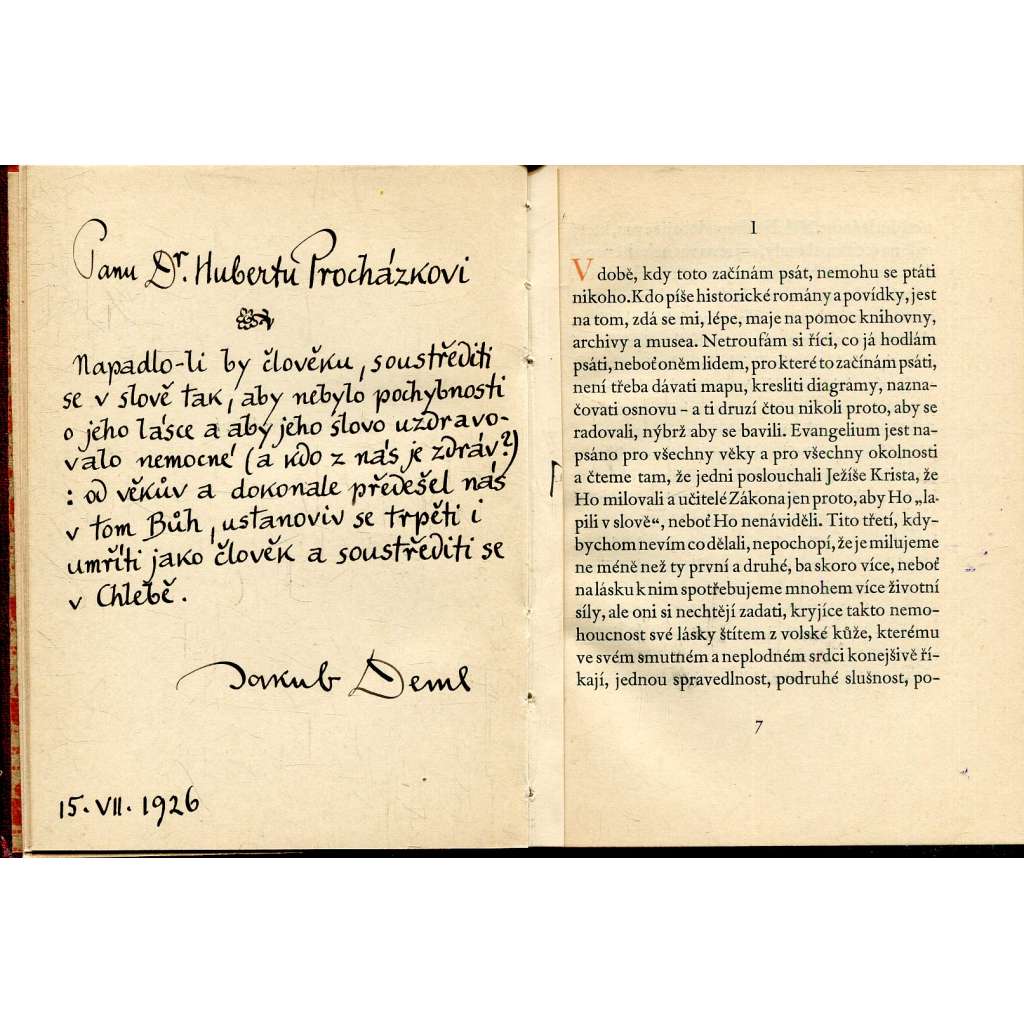 Panu Dr. Hubertu Procházkovi
Napadlo-li by člověku, soustřediti
se v slově tak, aby nebylo pochybnosti
o jeho lásce a aby jeho slovo uzdravo-
valo nemocné (a kdo z nás je zdráv?)
: od věkův a dokonale předešel nás
v tom Bůh, ustanoviv se trpěti i
umříti jako člověk a soustřediti se
v Chlebě.
Jakub Deml
15. VII. 1926
I
V době, kdy toto začínám psát, nemohu se ptáti
nikoho. Kdo píše historické romány a povídky, jest
na tom, zdá se mi, lépe, maje na pomoc knihovny,
archivy a musea. Netroufám si říci, co já hodlám
psáti, neboť oněm lidem, pro které to začínám psáti,
není třeba dávati mapu, kresliti diagramy, nazna-
čovati osnovu – a ti druzí čtou nikoli proto, aby se
radovali, nýbrž aby se bavili. Evangelium jest na-
psáno pro všechny věky a pro všechny okolnosti
a čteme tam, že jedni poslouchali Ježíše Krista, že
Ho milovali a učitelé Zákona jen proto, aby Ho „la-
pili v slově“, neboť Ho nenáviděli. Tito třetí, kdy-
bychom nevím co dělali, nepochopí, že je milujeme
ne méně než ty první a druhé, ba skoro více, neboť
na lásku k nim spotřebujeme mnohem více životní
síly, ale oni si nechtějí zadati, kryjíce takto nemo-
houcnost své lásky štítem z volské kůže, kterému
ve svém smutném a neplodném srdci konejšivě ří-
kají, jednou spravedlnost, podruhé slušnost, po-
7